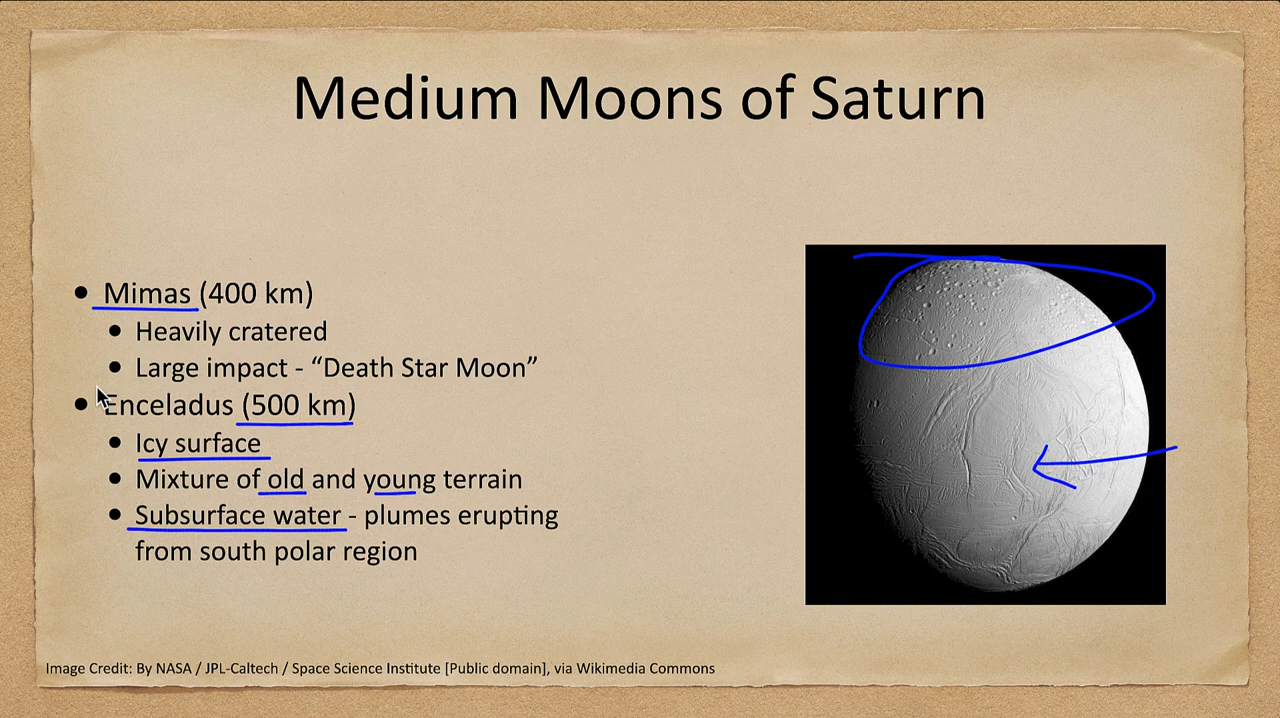 Medium Moons of Saturn
• Mimas (400 km)
• Heavily cratered
• Large impact - “Death Star Moon”
• Enceladus (500 km)
• Icy surface
• Mixture of old and young terrain
• Subsurface water - plumes erupting
from south polar region
Image Credit: By NASA / JPL-Caltech / Space Science Institute [Public domain], via Wikimedia Commons